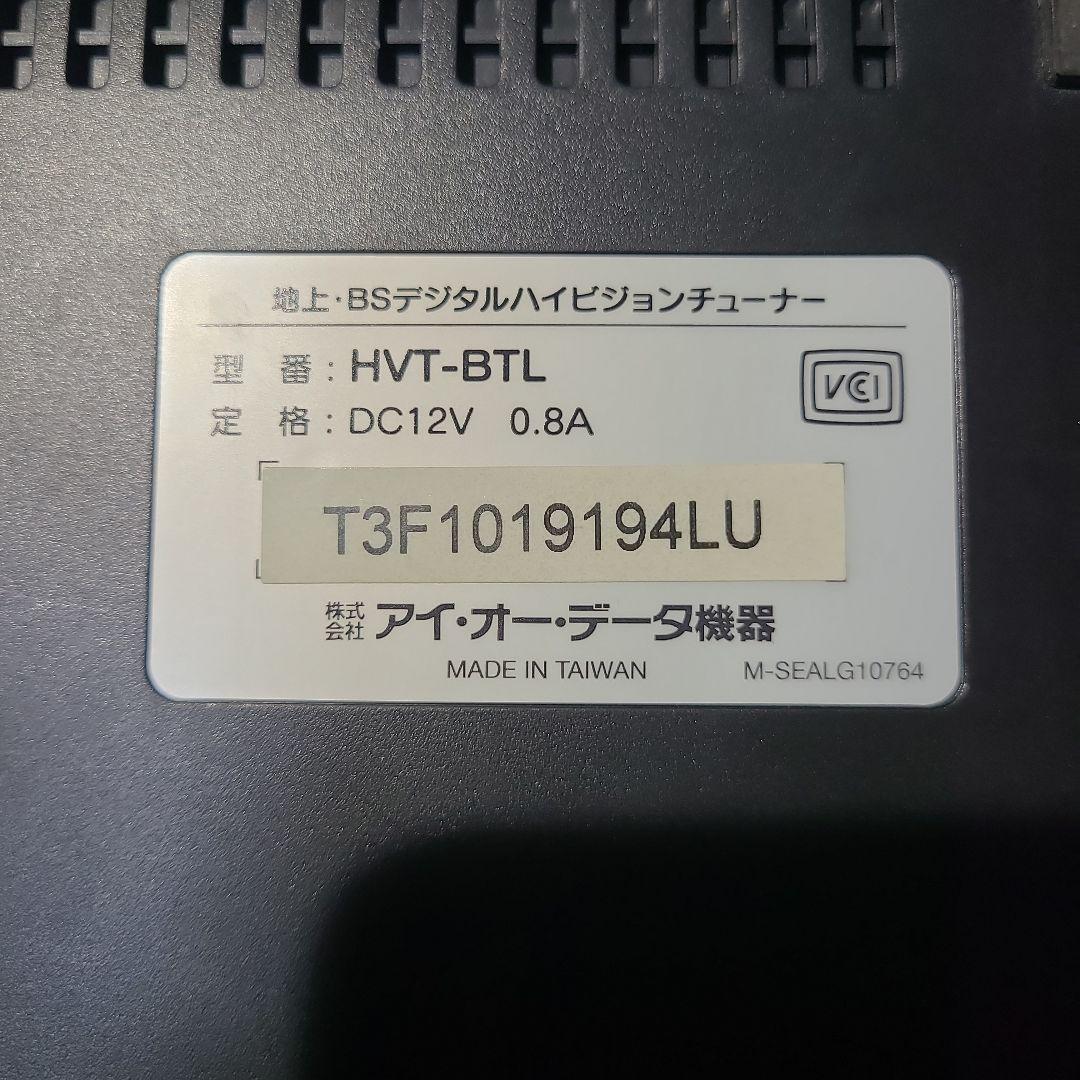 地上・BSデジタルハイビジョンチューナー
型 番 : HVT-BTL
VCCI
定 格 : DC12V 0.8A
T3F1019194LU
株式会社 アイ・オー・データ機器
MADE IN TAIWAN M-SEALG10764